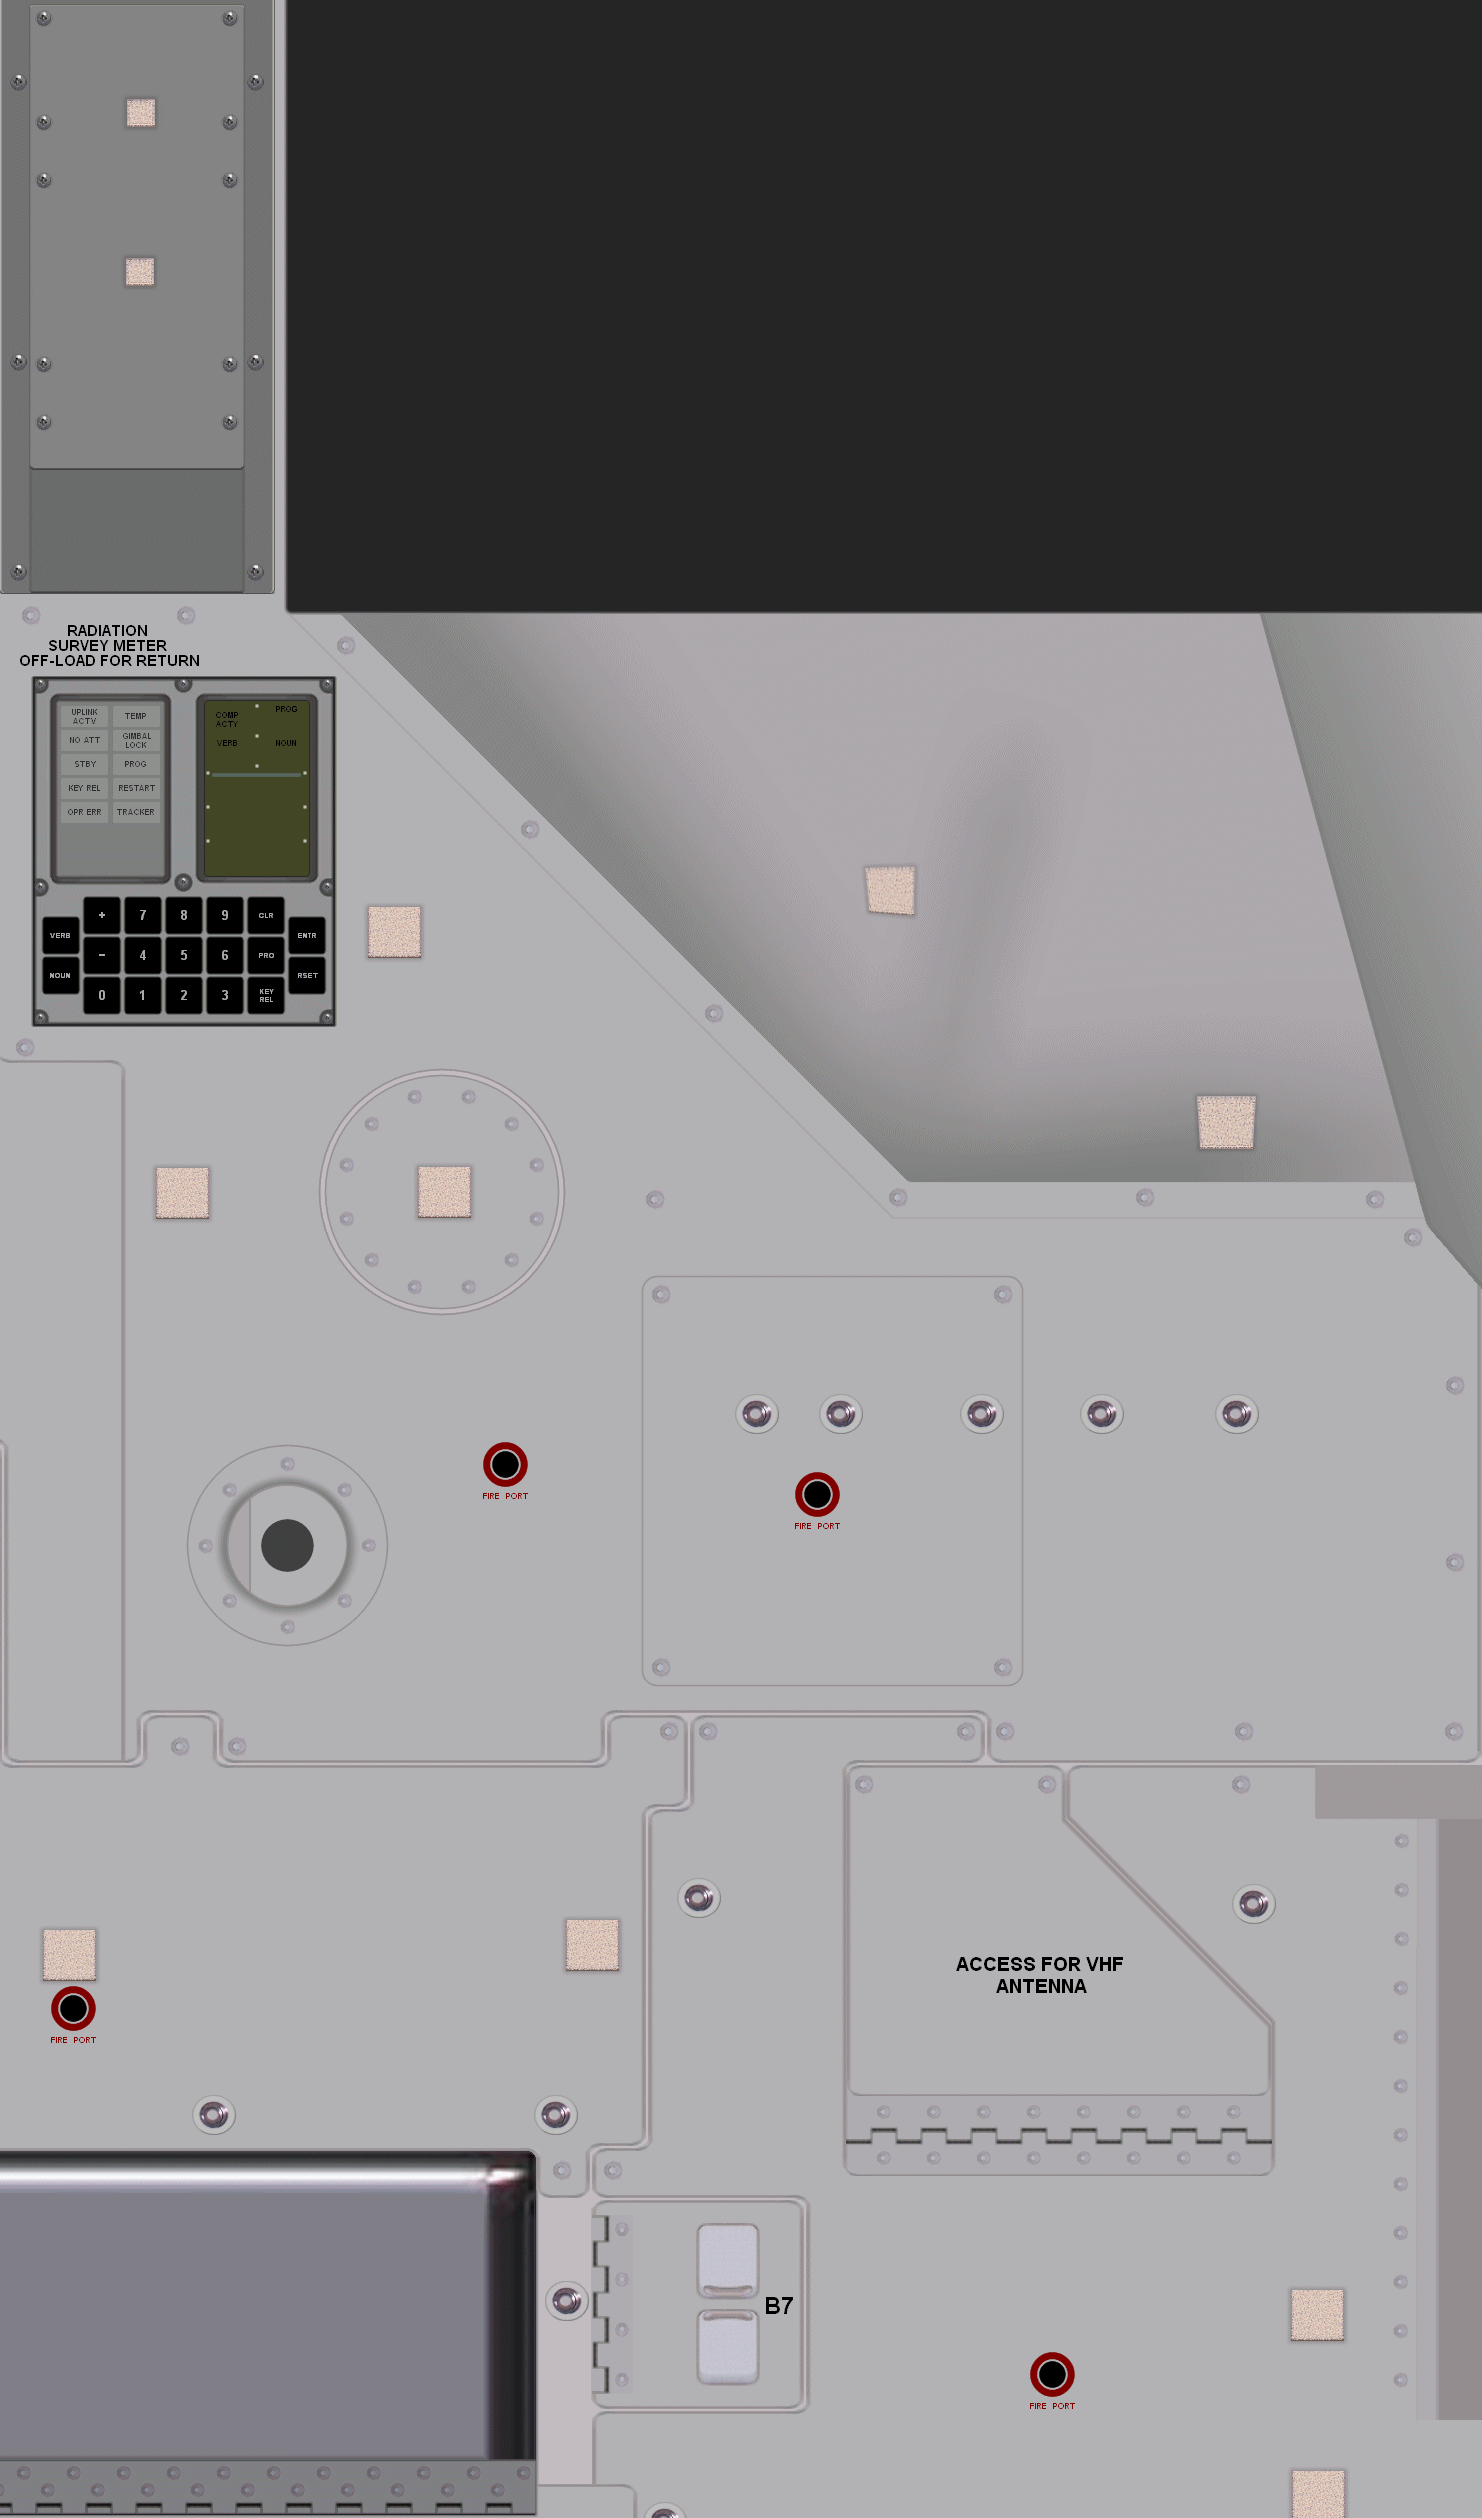 RADIATION
SURVEY METER
OFF-LOAD FOR RETURN
UPLINK
ACTY
TEMP
NO ATT
GIMBAL
LOCK
STBY
PROG
KEY REL
RESTART
OPR ERR
TRACKER
COMP
ACTY
PROG
VERB
NOUN
VERB
NOUN
+ 7 8 9 CLR
- 4 5 6 PRO
0 1 2 3 KEY
REL
ENTR
RSET
FIRE PORT
FIRE PORT
ACCESS FOR VHF
ANTENNA
FIRE PORT
B7
FIRE PORT